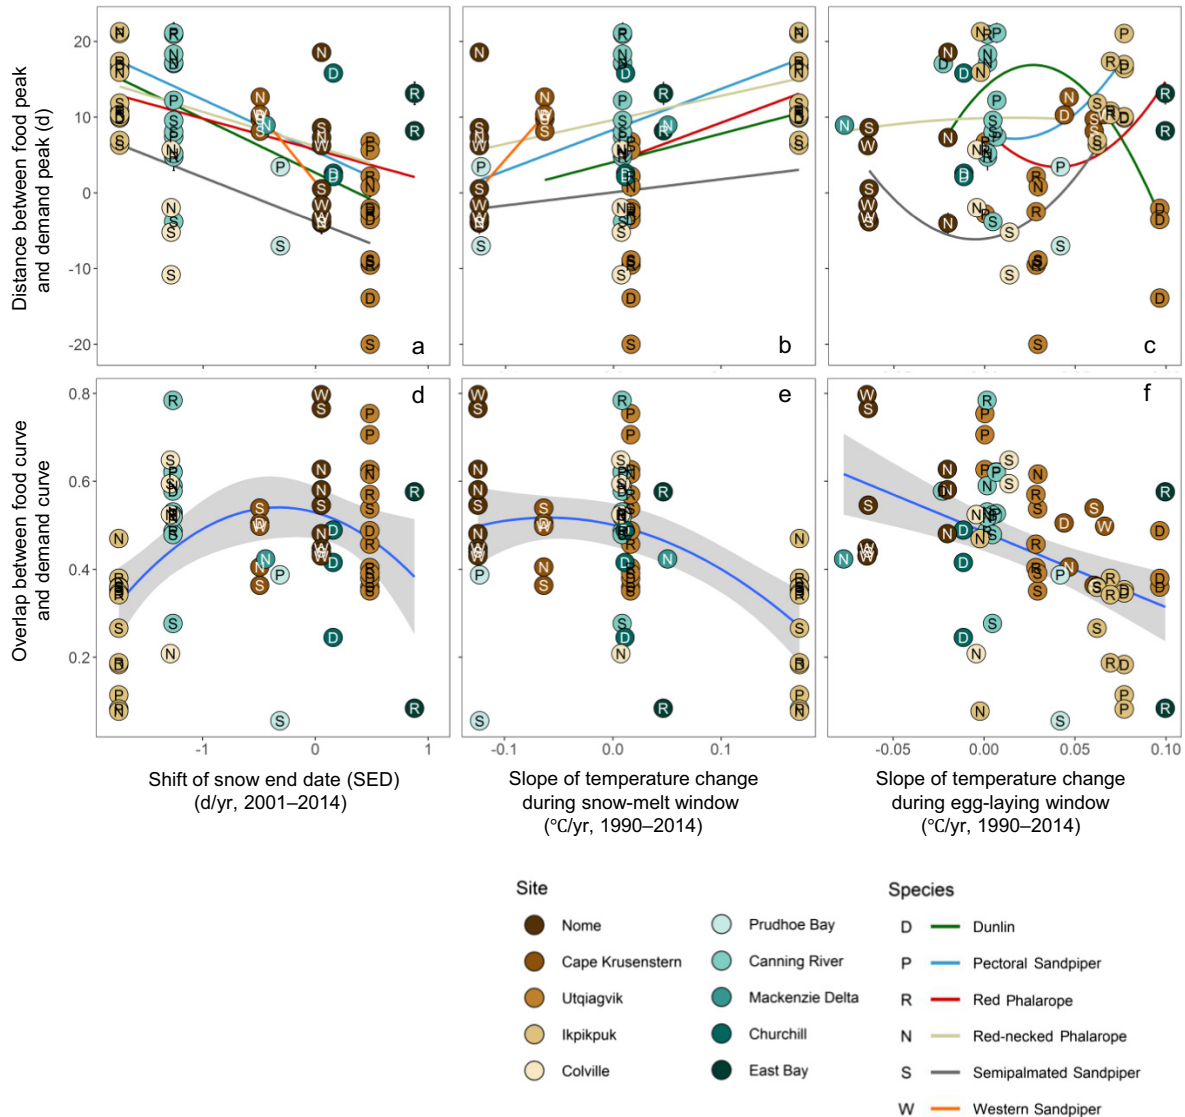 Distance between food peak
and demand peak (d)
20
10
0
-10
-20
a
b
c
Overlap between food curve
and demand curve
0.8
0.6
0.4
0.2
d
e
f
-1
0
1
-0.1
0.0
0.1
-0.05
0.00
0.05
0.10
Shift of snow end date (SED)
(d/yr, 2001–2014)
Slope of temperature change
during snow-melt window
(°C/yr, 1990–2014)
Slope of temperature change
during egg-laying window
(°C/yr, 1990–2014)
Site
Nome
Cape Krusenstern
Utqiagvik
Ikpikpuk
Colville
Prudhoe Bay
Canning River
Mackenzie Delta
Churchill
East Bay
Species
D Dunlin
P Pectoral Sandpiper
R Red Phalarope
N Red-necked Phalarope
S Semipalmated Sandpiper
W Western Sandpiper